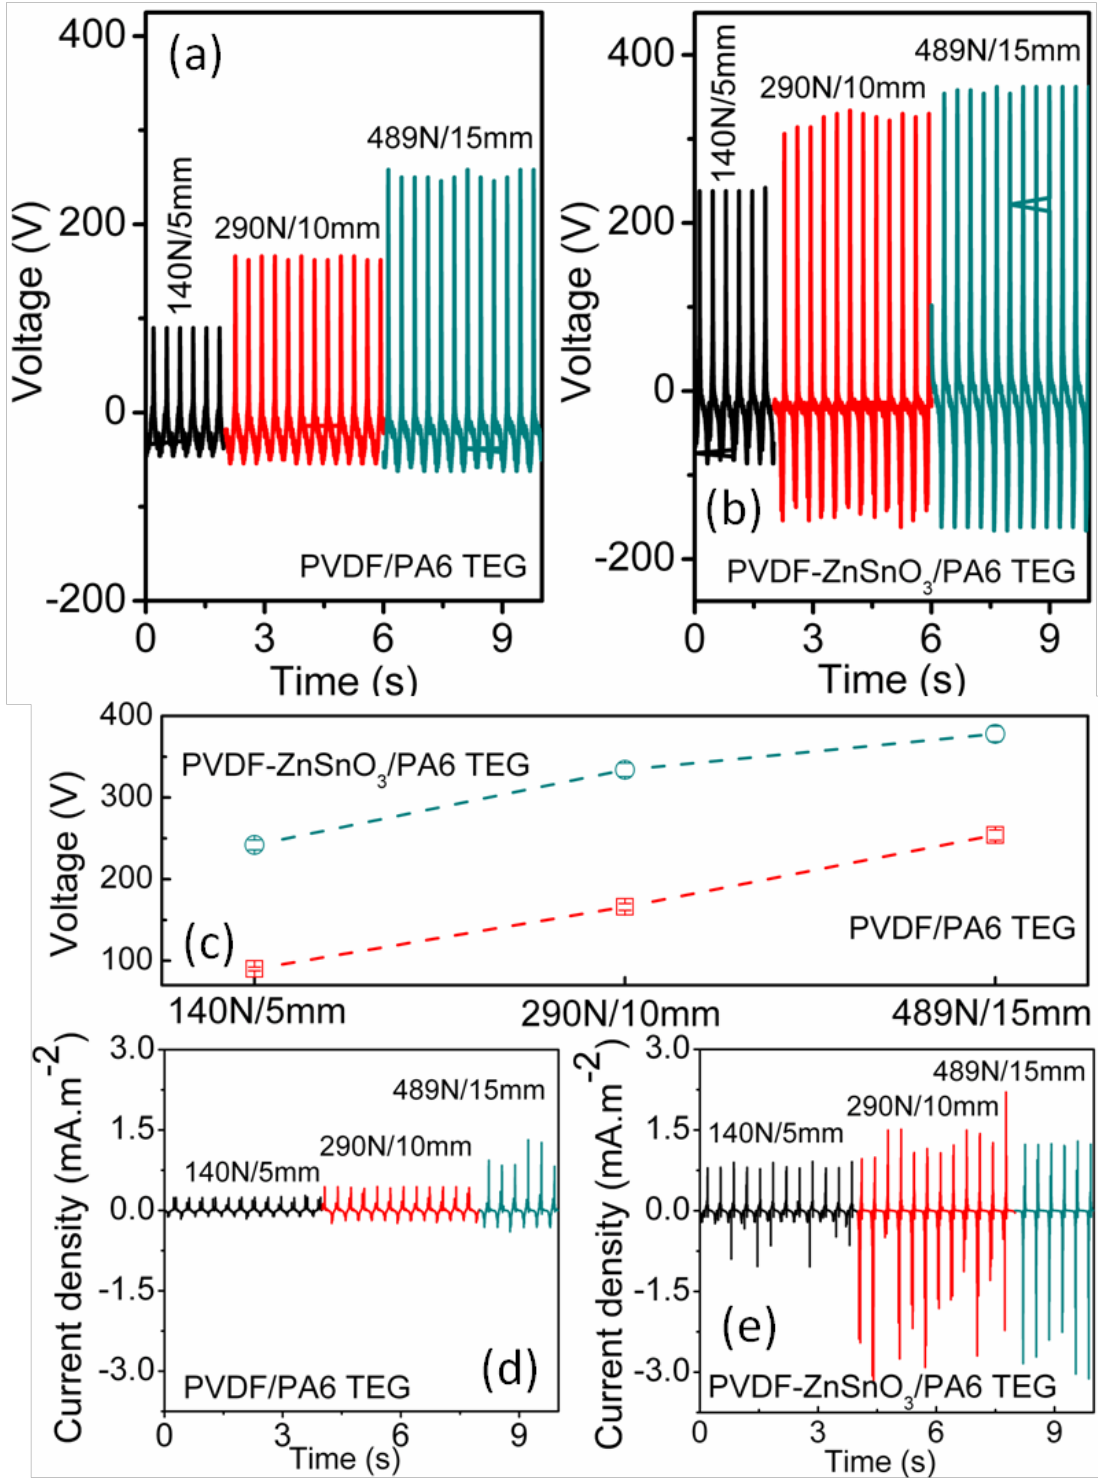 (a)
400
200
0
-200
Voltage (V)
140N/5mm
290N/10mm
489N/15mm
PVDF/PA6 TEG
0 3 6 9
Time (s)
(b)
400
200
0
-200
Voltage (V)
140N/5mm
290N/10mm
489N/15mm
PVDF-ZnSnO3/PA6 TEG
0 3 6 9
Time (s)
400
300
200
100
Voltage (V)
PVDF-ZnSnO3/PA6 TEG
(c)
PVDF/PA6 TEG
140N/5mm 290N/10mm 489N/15mm
3.0
1.5
0.0
-1.5
-3.0
Current density (mA.m-2)
489N/15mm
290N/10mm
140N/5mm
(d)
PVDF/PA6 TEG
0 3 6 9
Time (s)
3.0
1.5
0.0
-1.5
-3.0
Current density (mA.m-2)
489N/15mm
290N/10mm
140N/5mm
(e)
PVDF-ZnSnO3/PA6 TEG
0 3 6 9
Time (s)